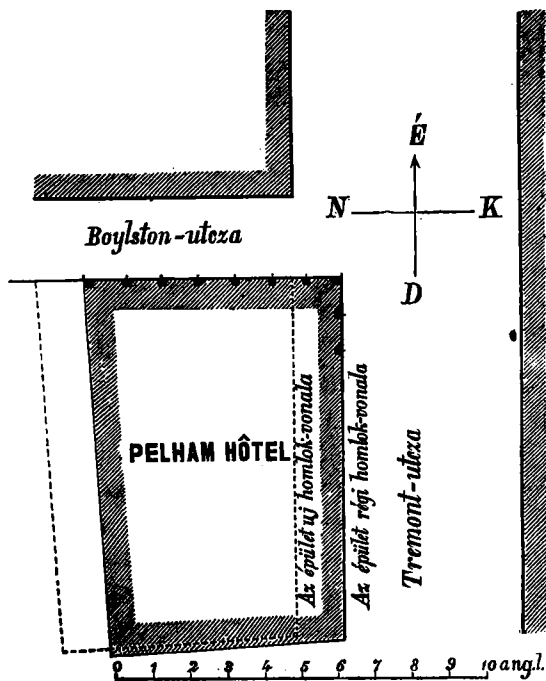 É
N K
D
Boylston-utcza
PELHAM HÔTEL
Az épület uj homlok-vonala
Az épület régi homlok-vonala
Tremont-utcza
0 1 2 3 4 5 6 7 8 9 10 angl.